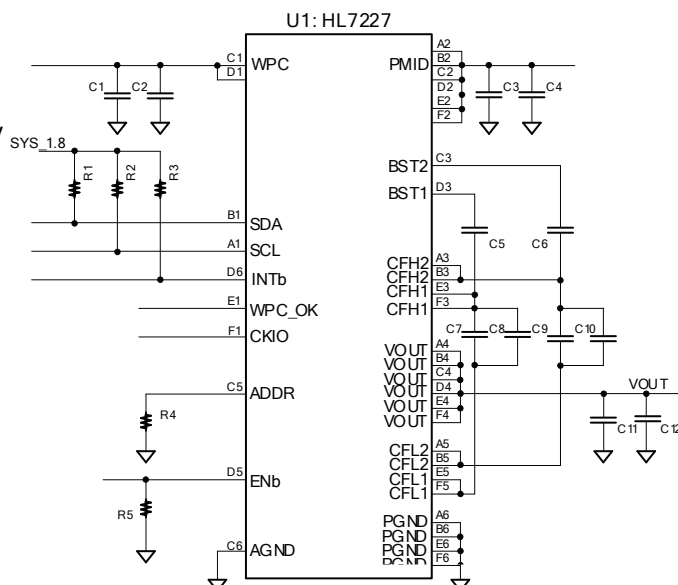 U1: HL7227
C1
D1
WPC
C1
C2
SYS_1.8
R1
R2
R3
B1
SDA
A1
SCL
D6
INTb
E1
WPC_OK
F1
CKIO
C5
ADDR
R4
D5
ENb
R5
C6
AGND
PMID
A2
B2
C2
D2
E2
F2
C3
C4
BST2
C3
BST1
D3
C5
C6
CFH2
A3
CFH2
B3
CFH1
E3
CFH1
F3
C7
C8
C9
C10
VOUT
A4
VOUT
B4
VOUT
C4
VOUT
D4
VOUT
E4
VOUT
F4
VOUT
C11
C12
CFL2
A5
CFL2
B5
CFL1
E5
CFL1
F5
PGND
A6
PGND
B6
PGND
E6
PGND
F6